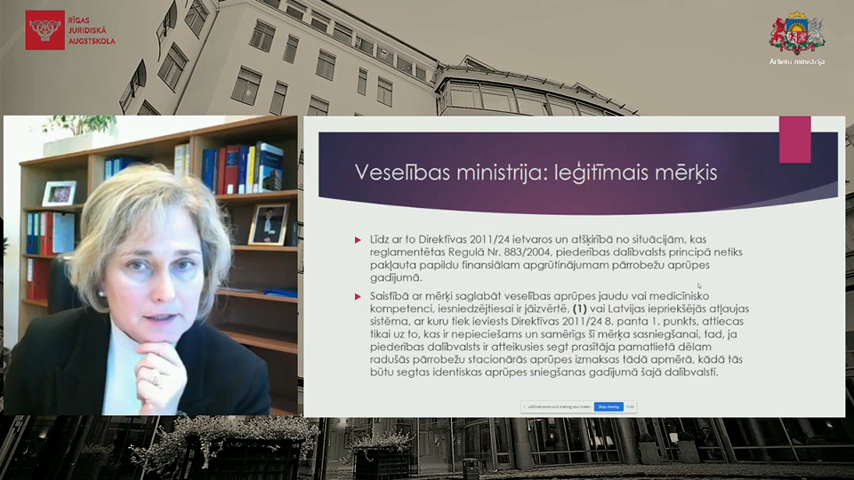 RĪGAS
JURIDISKĀ
AUGSTSKOLA
Ārlietu ministrija
Veselības ministrija: leģitīmais mērķis
Līdz ar to Direktīvas 2011/24 ietvaros un atšķirībā no situācijām, kas
reglamentētas Regulā Nr. 883/2004, piederības dalībvalsts principā netiks
pakļauta papildu finansiālam apgrūtinājumam pārrobežu aprūpes
gadījumā.
Saistībā ar mērķi saglabāt veselības aprūpes jaudu vai medicīnisko
kompetenci, iesniedzējtiesai ir jāizvērtē, (1) vai Latvijas iepriekšējās atļaujas
sistēma, ar kuru tiek ieviests Direktīvas 2011/24 8. panta 1. punkts, attiecas
tikai uz to, kas ir nepieciešams un samērīgs šī mērķa sasniegšanai, tad, ja
piederības dalībvalsts ir atteikusies segt prasītāja pamatlietā dēlam
radušās pārrobežu stacionārās aprūpes izmaksas tādā apmērā, kādā tās
būtu segtas identiskas aprūpes sniegšanas gadījumā šajā dalībvalstī.
Stop sharing